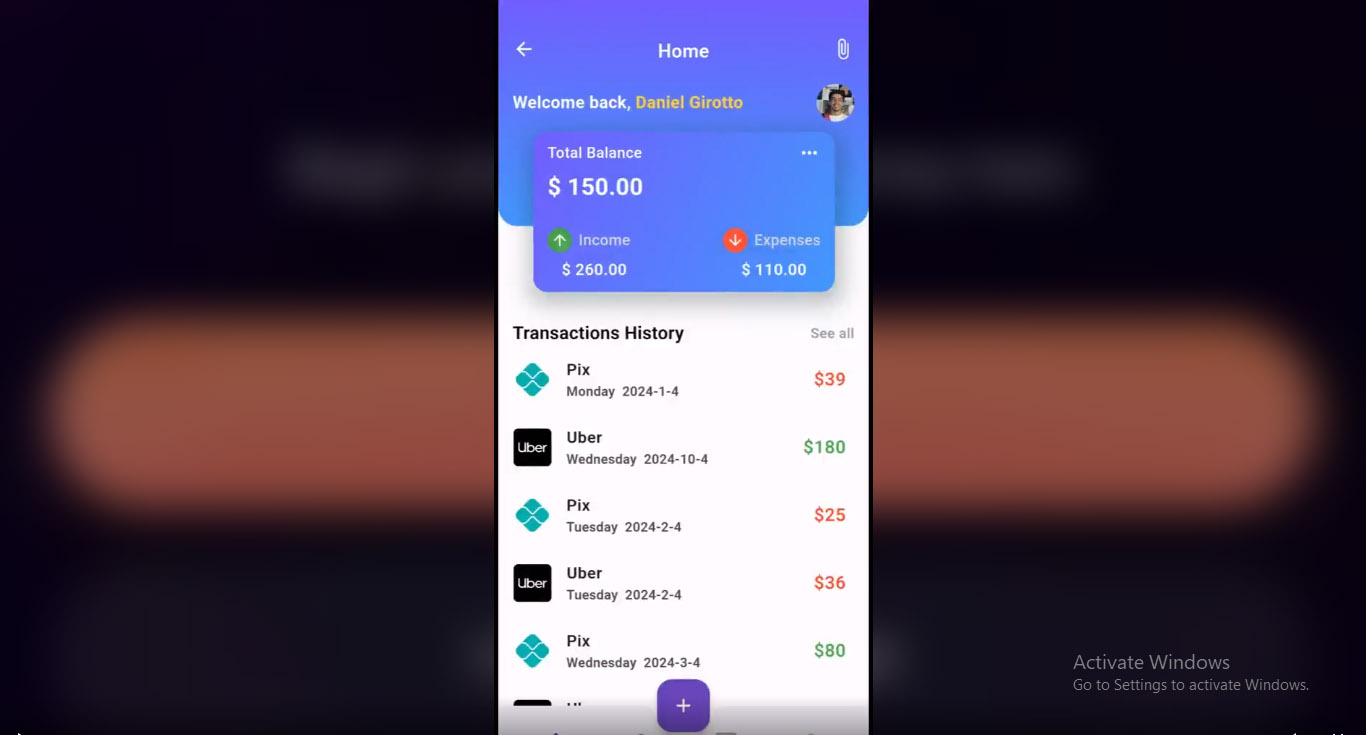 Home
Welcome back, Daniel Girotto
Total Balance
$ 150.00
Income
Expenses
$ 260.00
$ 110.00
Transactions History
See all
Pix
Monday 2024-1-4
$39
Uber
Uber
Wednesday 2024-10-4
$180
Pix
Tuesday 2024-2-4
$25
Uber
Uber
Tuesday 2024-2-4
$36
Pix
Wednesday 2024-3-4
$80
+
Activate Windows
Go to Settings to activate Windows.